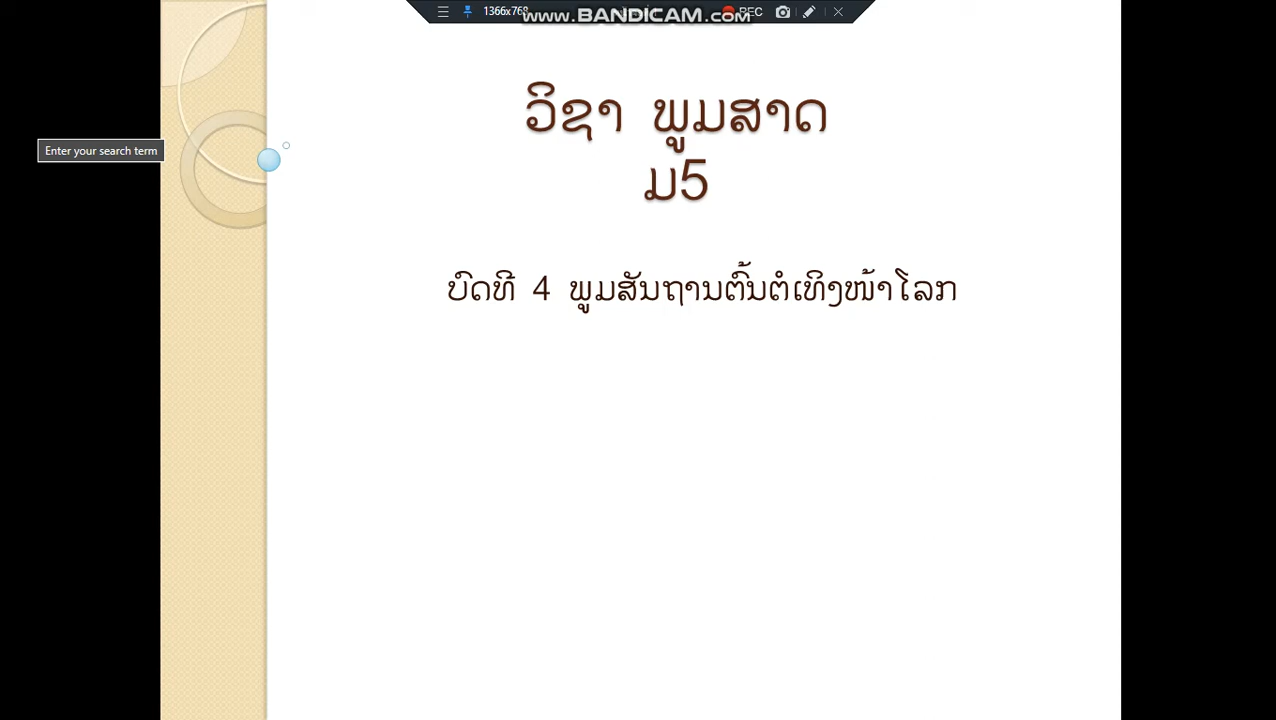 1366x768
www.BANDICAM.com
REC
ວິຊາ ພູມສາດ
ມ5
Enter your search term
ບົດທີ 4 ພູມສັນຖານຕົ້ນຕໍເທິງໜ້າໂລກ